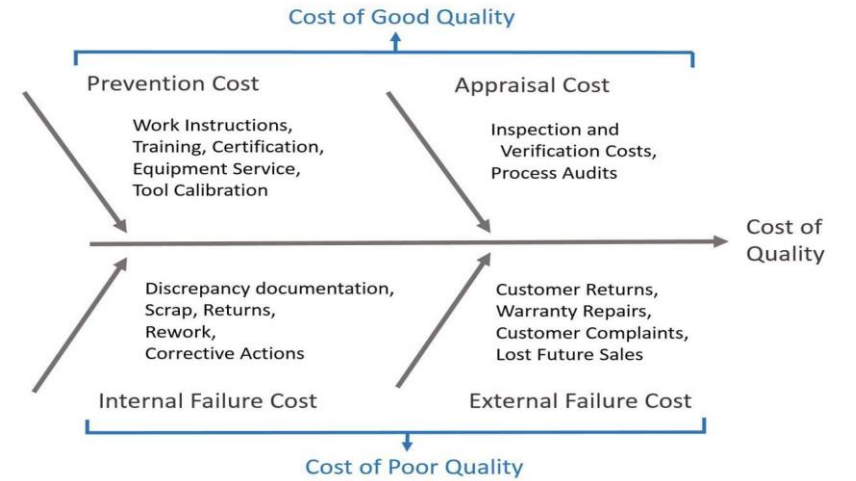 Cost of Good Quality
Prevention Cost
Work Instructions,
Training, Certification,
Equipment Service,
Tool Calibration
Appraisal Cost
Inspection and
Verification Costs,
Process Audits
Cost of
Quality
Discrepancy documentation,
Scrap, Returns,
Rework,
Corrective Actions
Internal Failure Cost
Customer Returns,
Warranty Repairs,
Customer Complaints,
Lost Future Sales
External Failure Cost
Cost of Poor Quality